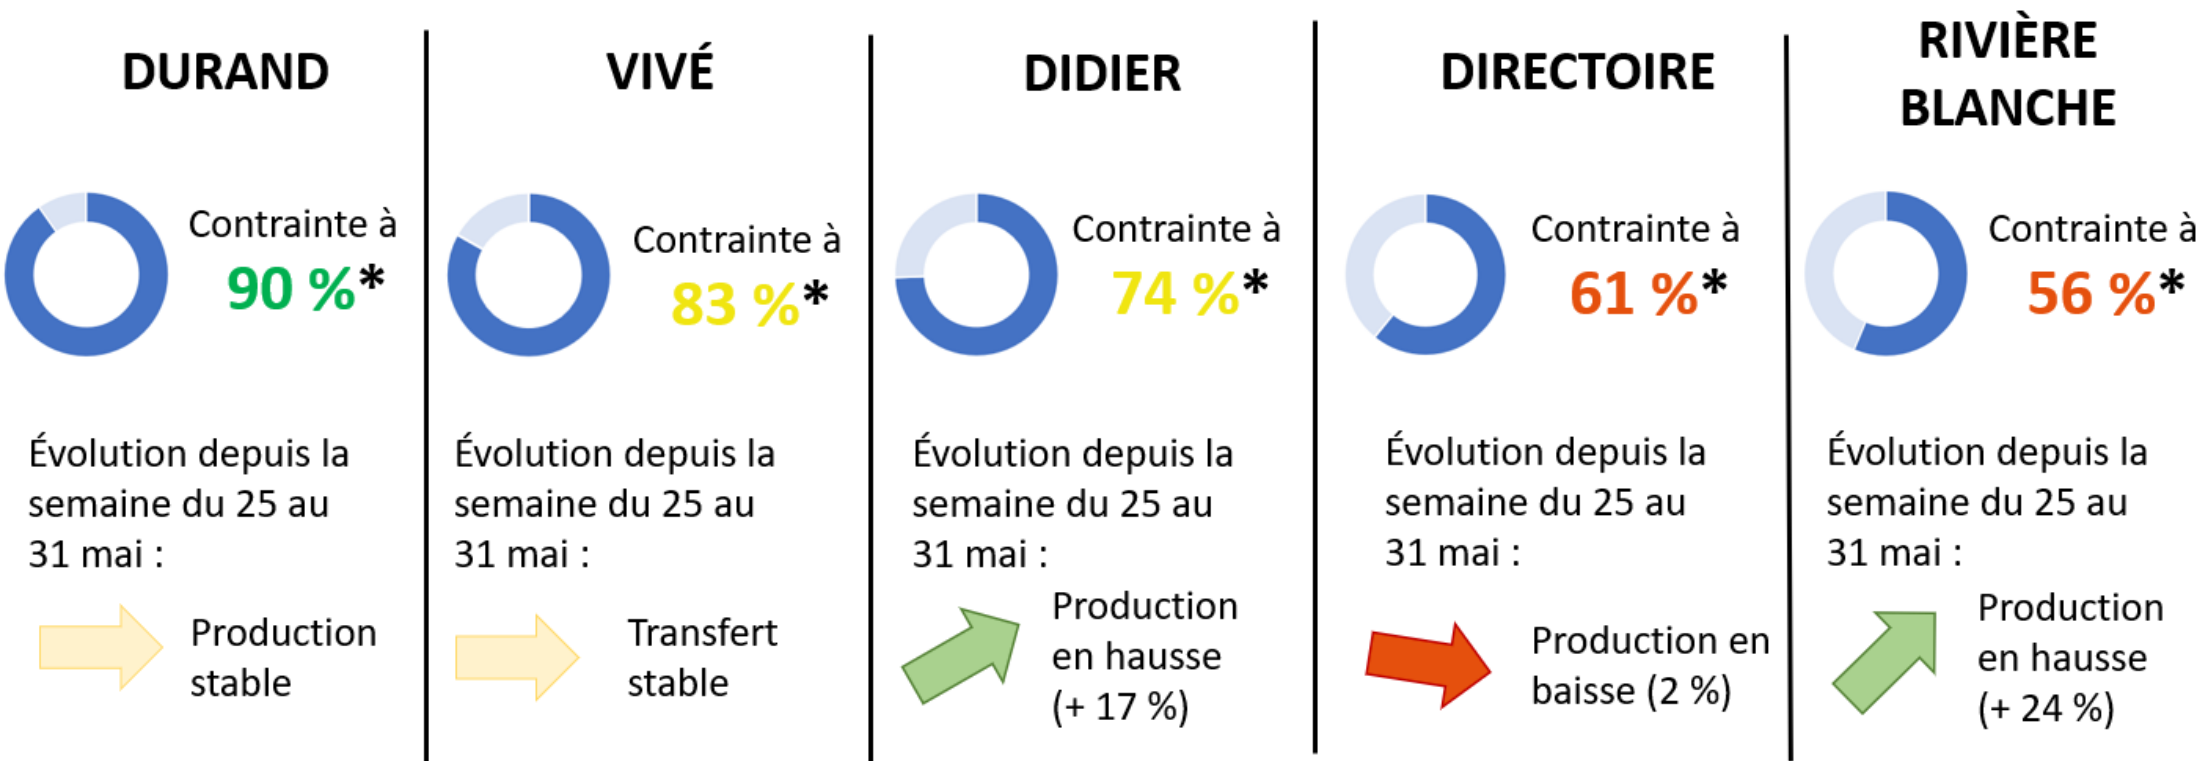 DURAND
Contrainte à
90 %*
Évolution depuis la
semaine du 25 au
31 mai :
Production
stable
VIVÉ
Contrainte à
83 %*
Évolution depuis la
semaine du 25 au
31 mai :
Transfert
stable
DIDIER
Contrainte à
74 %*
Évolution depuis la
semaine du 25 au
31 mai :
Production
en hausse
(+ 17 %)
DIRECTOIRE
Contrainte à
61 %*
Évolution depuis la
semaine du 25 au
31 mai :
Production en
baisse (2 %)
RIVIÈRE
BLANCHE
Contrainte à
56 %*
Évolution depuis la
semaine du 25 au
31 mai :
Production
en hausse
(+ 24 %)